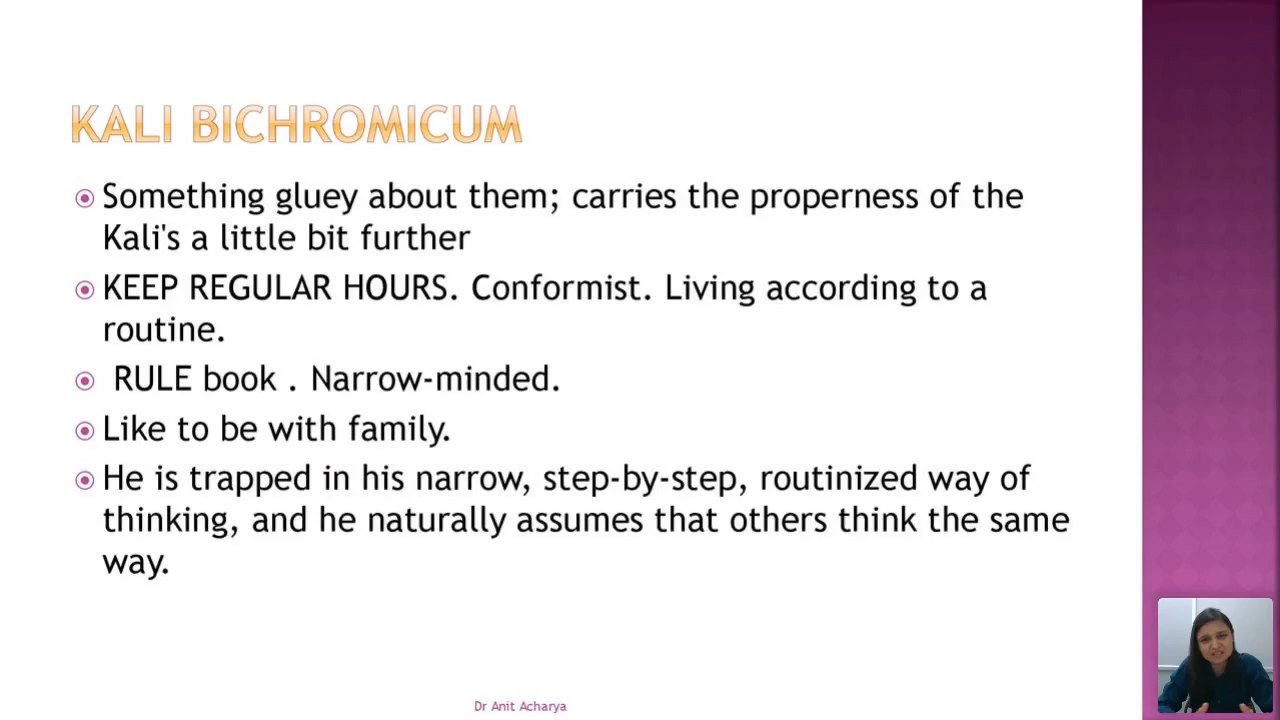 KALI BICHROMICUM
Something gluey about them; carries the properness of the
Kali's a little bit further
KEEP REGULAR HOURS. Conformist. Living according to a
routine.
RULE book . Narrow-minded.
Like to be with family.
He is trapped in his narrow, step-by-step, routinized way of
thinking, and he naturally assumes that others think the same
way.
Dr Anit Acharya